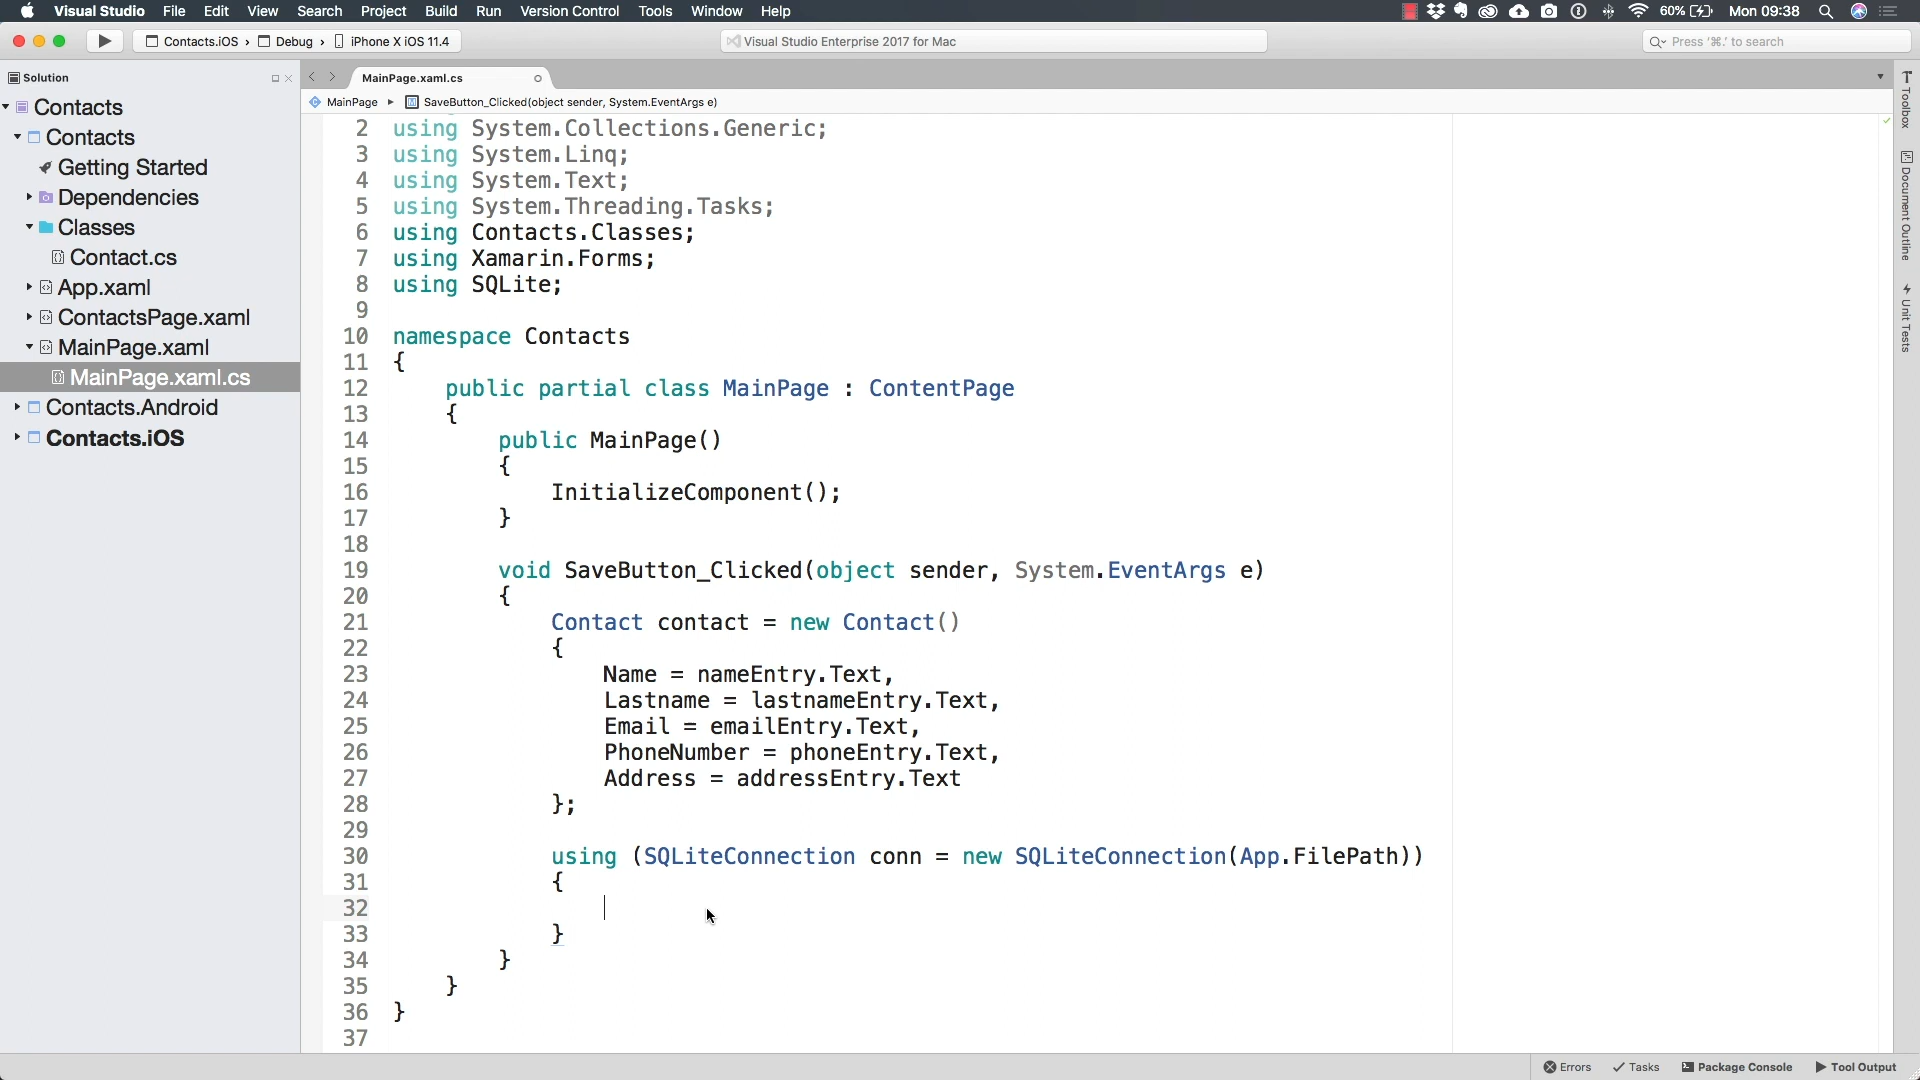 Visual Studio File Edit View Search Project Build Run Version Control Tools Window Help 60% Mon 09:38
Contacts.iOS › Debug › iPhone X iOS 11.4 Visual Studio Enterprise 2017 for Mac Press '⌘.' to search
Solution
Contacts
Contacts
Getting Started
Dependencies
Classes
Contact.cs
App.xaml
ContactsPage.xaml
MainPage.xaml
MainPage.xaml.cs
Contacts.Android
Contacts.iOS
MainPage.xaml.cs
MainPage ▸ SaveButton_Clicked(object sender, System.EventArgs e)
2 using System.Collections.Generic;
3 using System.Linq;
4 using System.Text;
5 using System.Threading.Tasks;
6 using Contacts.Classes;
7 using Xamarin.Forms;
8 using SQLite;
9
10 namespace Contacts
11 {
12 public partial class MainPage : ContentPage
13 {
14 public MainPage()
15 {
16 InitializeComponent();
17 }
18
19 void SaveButton_Clicked(object sender, System.EventArgs e)
20 {
21 Contact contact = new Contact()
22 {
23 Name = nameEntry.Text,
24 Lastname = lastnameEntry.Text,
25 Email = emailEntry.Text,
26 PhoneNumber = phoneEntry.Text,
27 Address = addressEntry.Text
28 };
29
30 using (SQLiteConnection conn = new SQLiteConnection(App.FilePath))
31 {
32
33 }
34 }
35 }
36 }
37
Toolbox
Document Outline
Unit Tests
Errors Tasks Package Console Tool Output